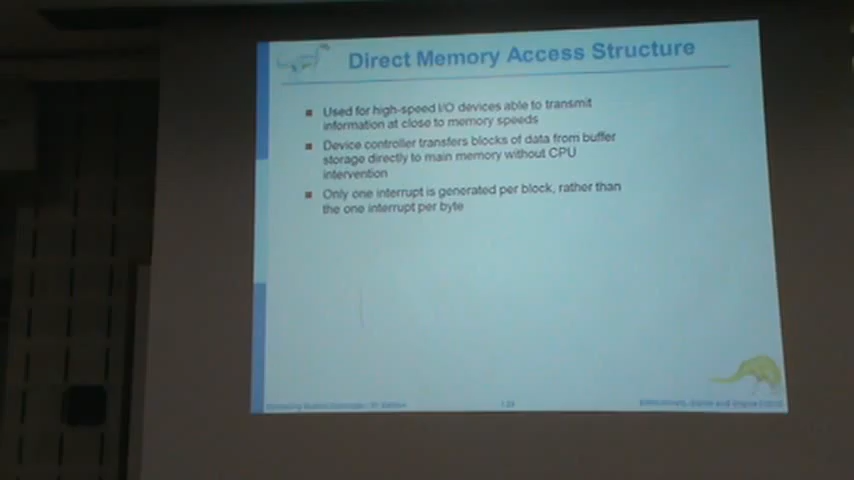 Direct Memory Access Structure
Used for high-speed I/O devices able to transmit
information at close to memory speeds
Device controller transfers blocks of data from buffer
storage directly to main memory without CPU
intervention
Only one interrupt is generated per block, rather than
the one interrupt per byte